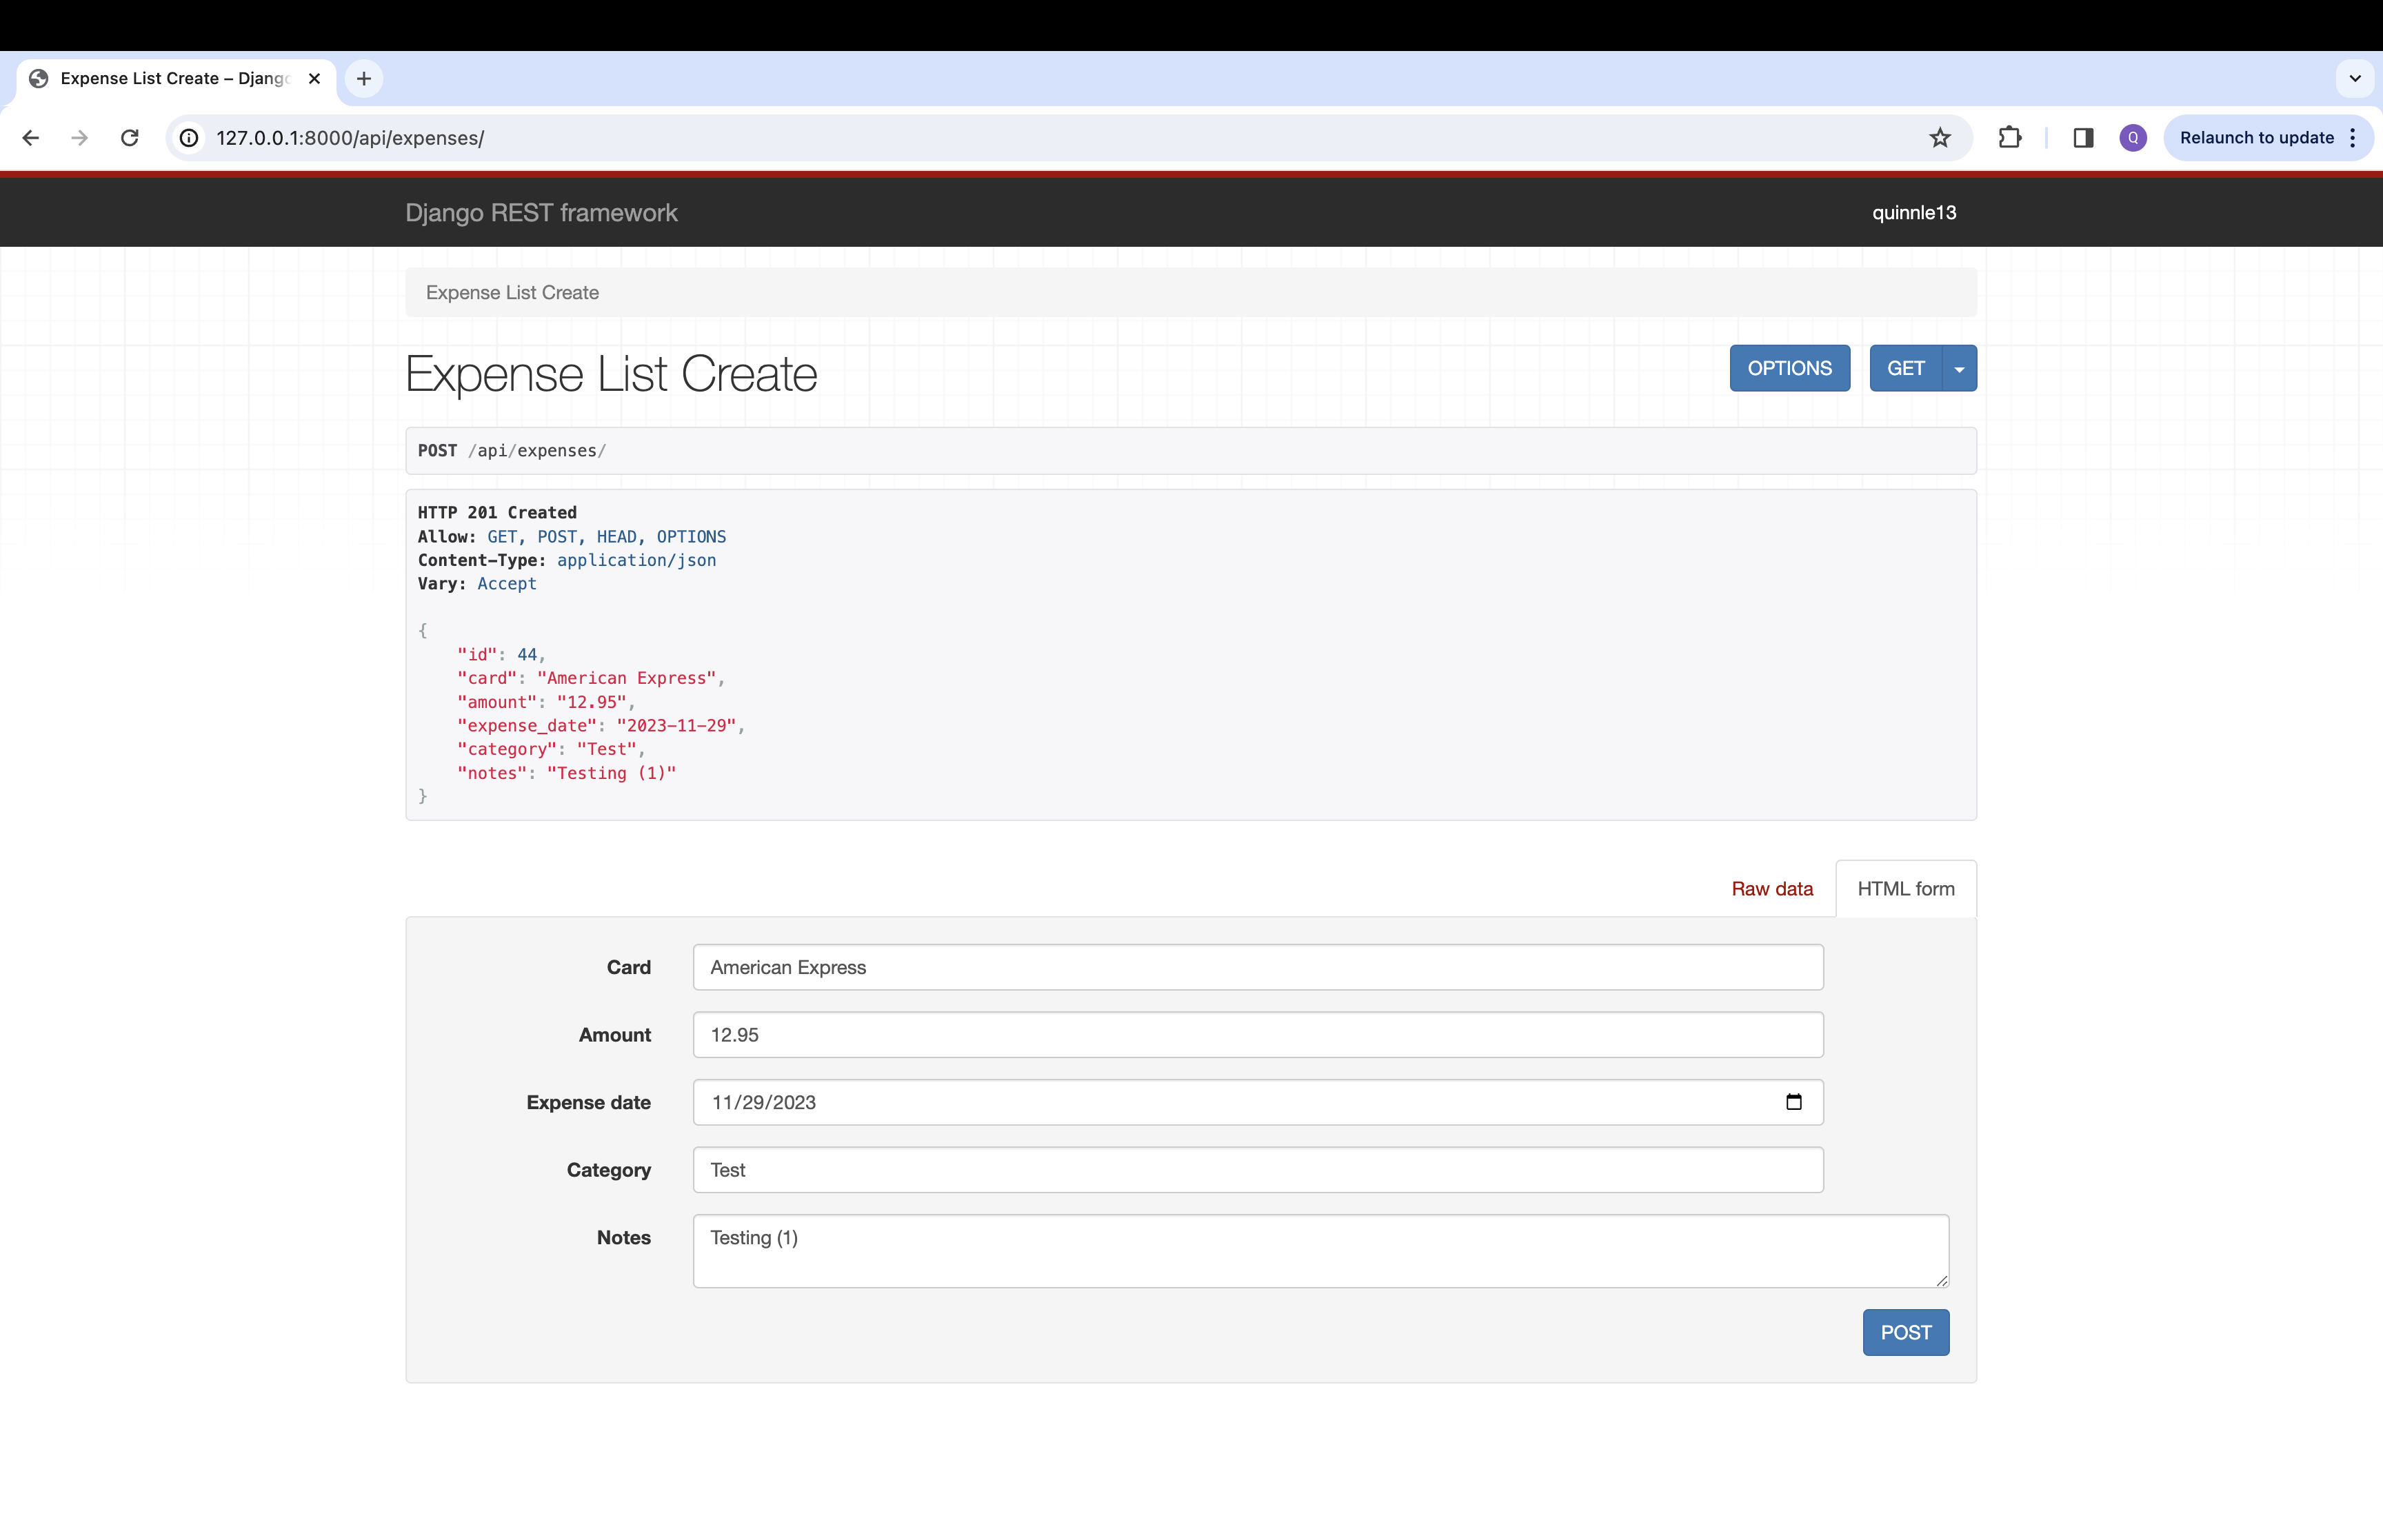 Expense List Create – Djang
127.0.0.1:8000/api/expenses/
Q
Relaunch to update
Django REST framework
quinnle13
Expense List Create
Expense List Create
OPTIONS
GET
POST /api/expenses/
HTTP 201 Created
Allow: GET, POST, HEAD, OPTIONS
Content-Type: application/json
Vary: Accept
{
    "id": 44,
    "card": "American Express",
    "amount": "12.95",
    "expense_date": "2023-11-29",
    "category": "Test",
    "notes": "Testing (1)"
}
Raw data
HTML form
Card American Express
Amount 12.95
Expense date 11/29/2023
Category Test
Notes Testing (1)
POST